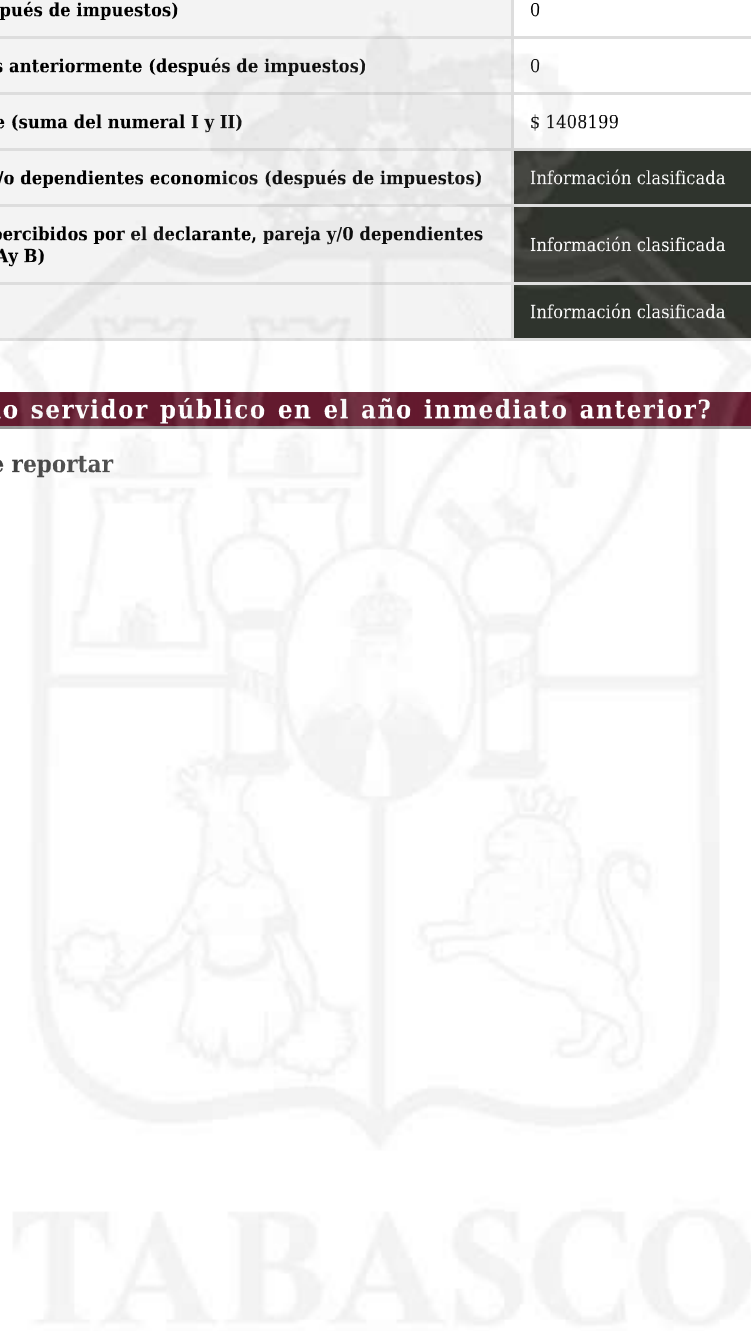 pués de impuestos)
0
s anteriormente (después de impuestos)
0
e (suma del numeral I y II)
$ 1408199
/o dependientes economicos (después de impuestos)
Información clasificada
percibidos por el declarante, pareja y/0 dependientes
Ay B)
Información clasificada
Información clasificada
o servidor público en el año inmediato anterior?
e reportar
TABASCO